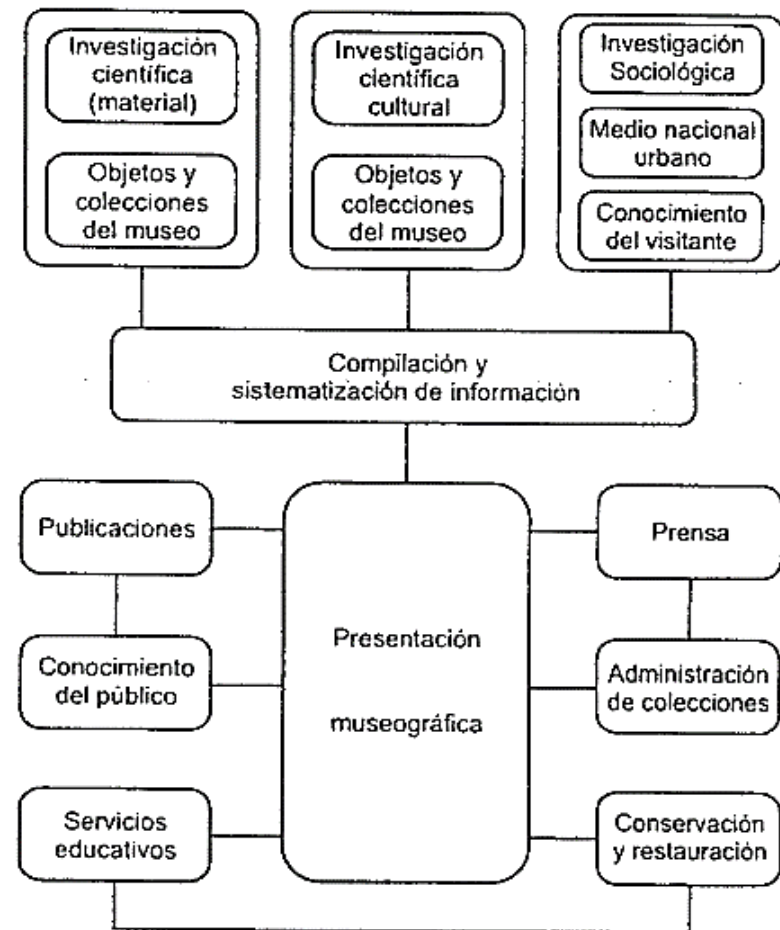 Investigación
científica
(material)
Objetos y
colecciones
del museo
Investigación
científica
cultural
Objetos y
colecciones
del museo
Investigación
Sociológica
Medio nacional
urbano
Conocimiento
del visitante
Compilación y
sistematización de información
Publicaciones
Conocimiento
del público
Servicios
educativos
Presentación
museográfica
Prensa
Administración
de colecciones
Conservación
y restauración